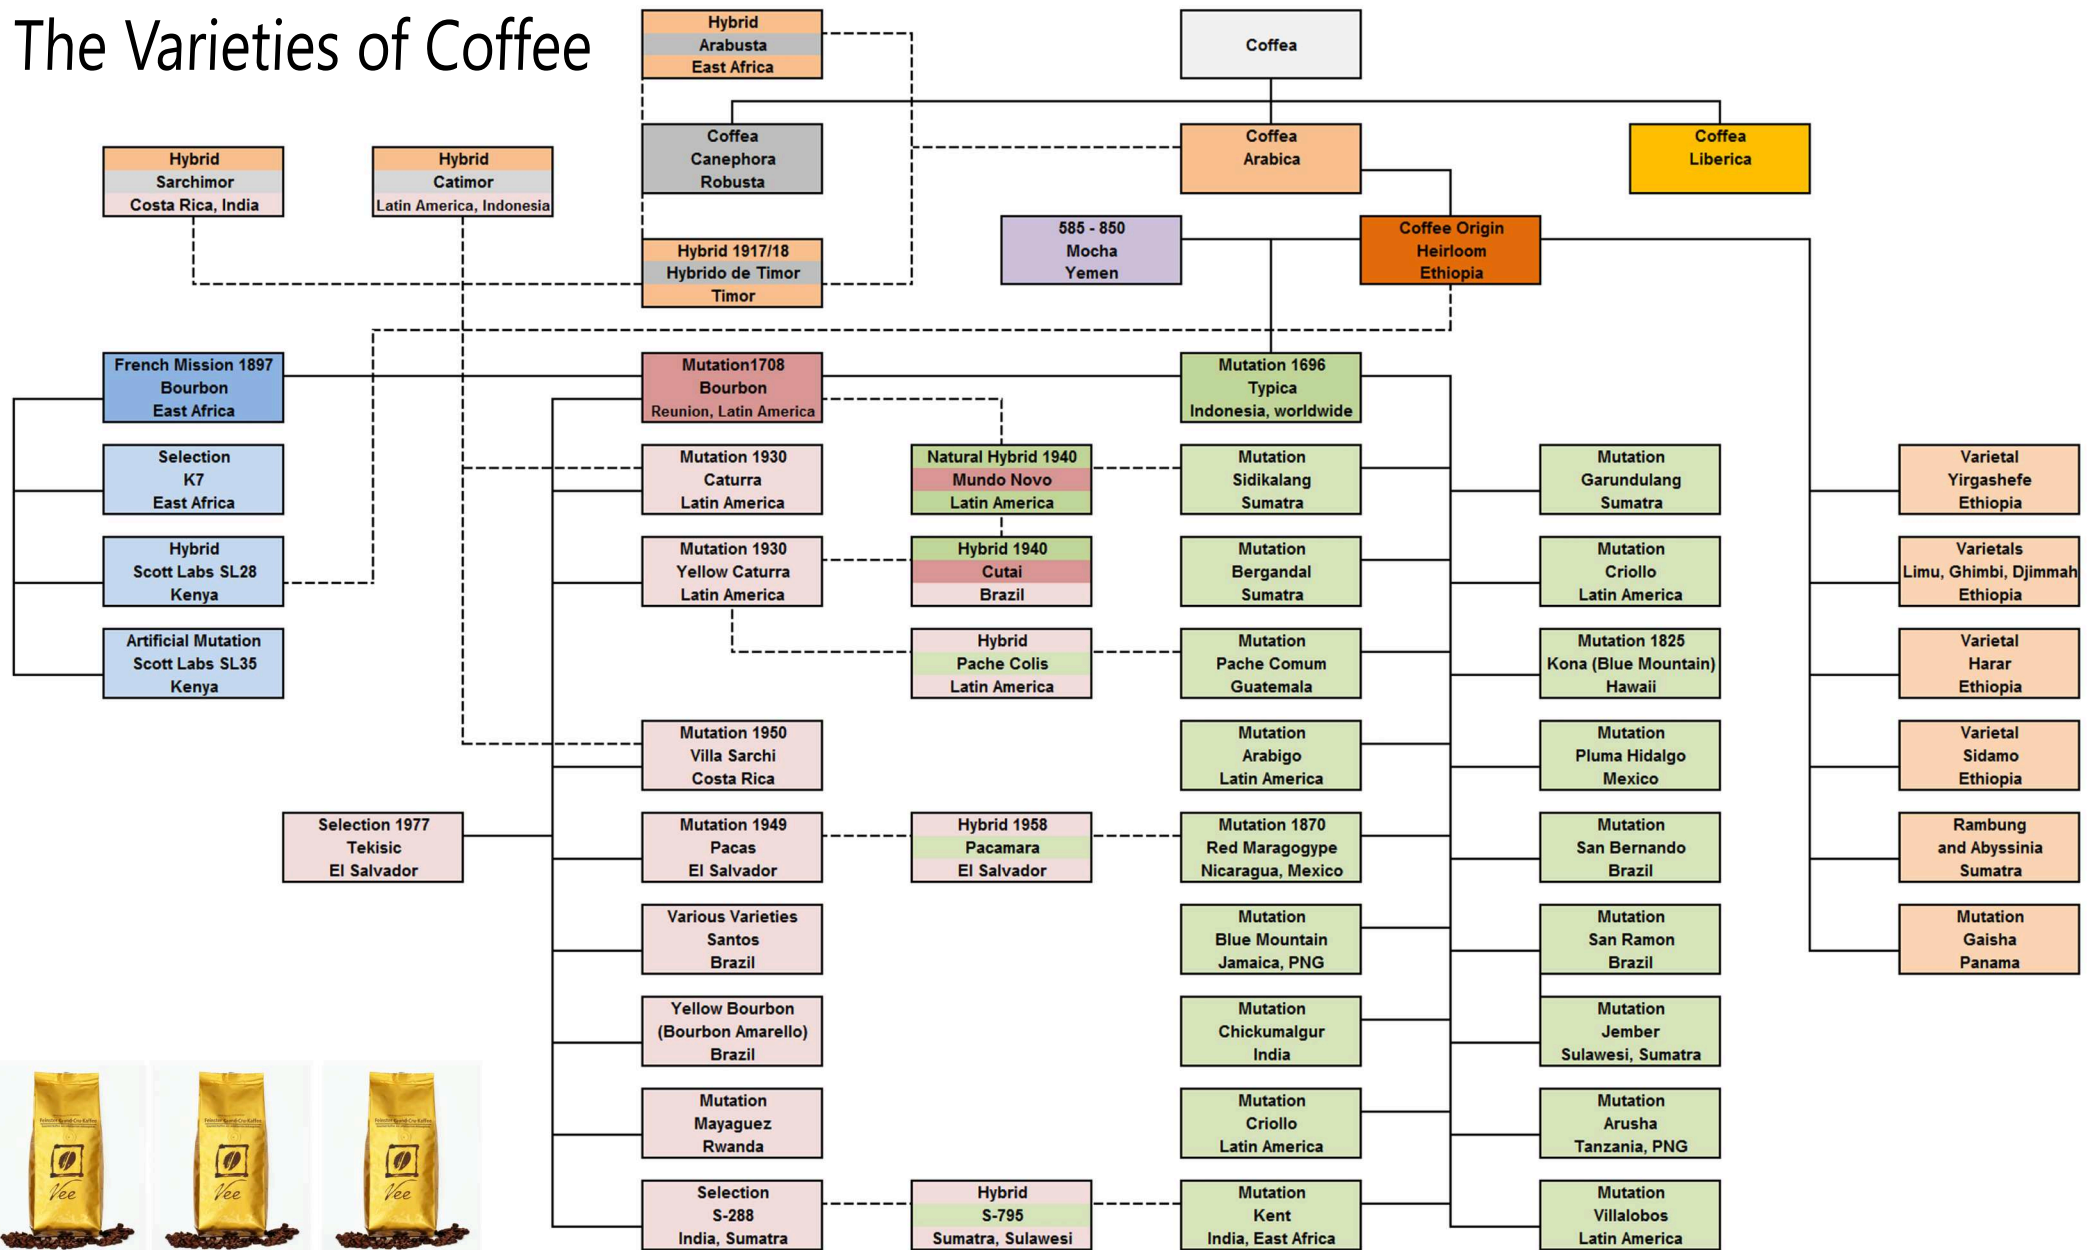 The Varieties of Coffee
Hybrid
Arabusta
East Africa
Coffea
Coffea
Canephora
Robusta
Coffea
Arabica
Coffea
Liberica
Hybrid
Sarchimor
Costa Rica, India
Hybrid
Catimor
Latin America, Indonesia
585 - 850
Mocha
Yemen
Coffee Origin
Heirloom
Ethiopia
Hybrid 1917/18
Hybrido de Timor
Timor
French Mission 1897
Bourbon
East Africa
Mutation1708
Bourbon
Reunion, Latin America
Mutation 1696
Typica
Indonesia, worldwide
Selection
K7
East Africa
Mutation 1930
Caturra
Latin America
Natural Hybrid 1940
Mundo Novo
Latin America
Mutation
Sidikalang
Sumatra
Mutation
Garundulang
Sumatra
Varietal
Yirgashefe
Ethiopia
Hybrid
Scott Labs SL28
Kenya
Mutation 1930
Yellow Caturra
Latin America
Hybrid 1940
Cutai
Brazil
Mutation
Bergandal
Sumatra
Mutation
Criollo
Latin America
Varietals
Limu, Ghimbi, Djimmah
Ethiopia
Artificial Mutation
Scott Labs SL35
Kenya
Hybrid
Pache Colis
Latin America
Mutation
Pache Comum
Guatemala
Mutation 1825
Kona (Blue Mountain)
Hawaii
Varietal
Harar
Ethiopia
Mutation 1950
Villa Sarchi
Costa Rica
Mutation
Arabigo
Latin America
Mutation
Pluma Hidalgo
Mexico
Varietal
Sidamo
Ethiopia
Selection 1977
Tekisic
El Salvador
Mutation 1949
Pacas
El Salvador
Hybrid 1958
Pacamara
El Salvador
Mutation 1870
Red Maragogype
Nicaragua, Mexico
Mutation
San Bernando
Brazil
Rambung
and Abyssinia
Sumatra
Various Varieties
Santos
Brazil
Mutation
Blue Mountain
Jamaica, PNG
Mutation
San Ramon
Brazil
Mutation
Gaisha
Panama
Yellow Bourbon
(Bourbon Amarello)
Brazil
Mutation
Chickumalgur
India
Mutation
Jember
Sulawesi, Sumatra
Mutation
Mayaguez
Rwanda
Mutation
Criollo
Latin America
Mutation
Arusha
Tanzania, PNG
Selection
S-288
India, Sumatra
Hybrid
S-795
Sumatra, Sulawesi
Mutation
Kent
India, East Africa
Mutation
Villalobos
Latin America
Vee
Vee
Vee